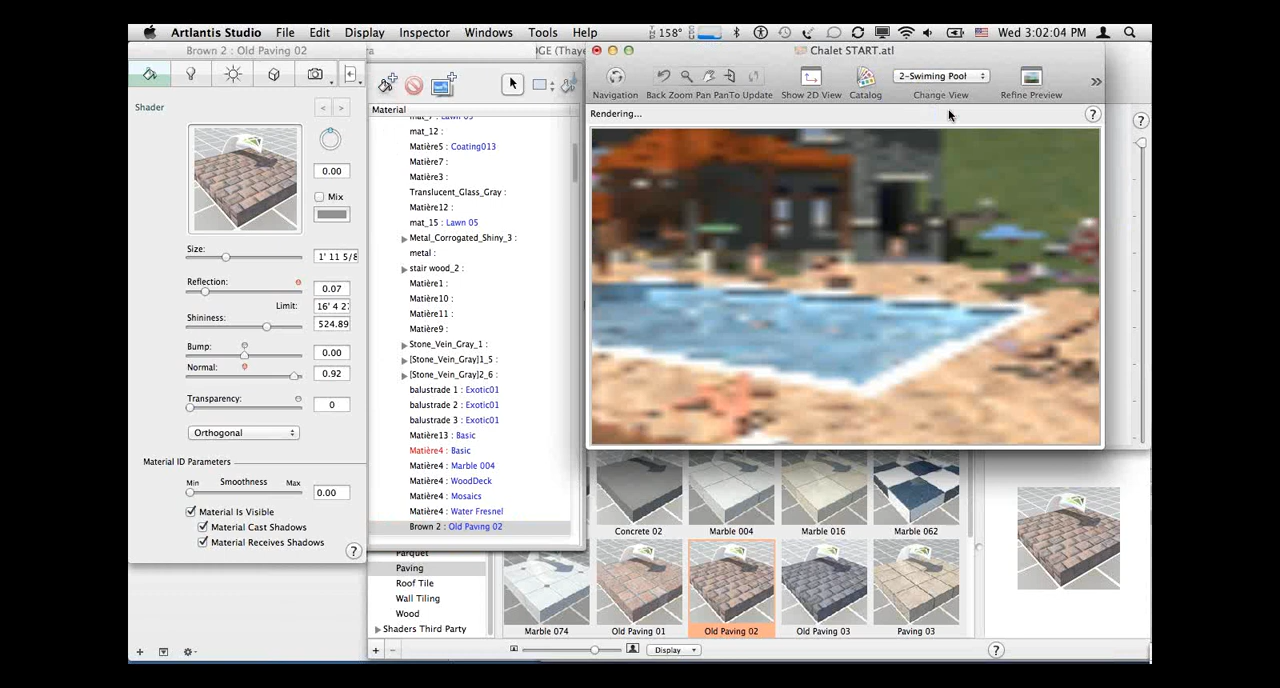 Artlantis Studio File Edit Display Inspector Windows Tools Help 158° Wed 3:02:04 PM
Brown 2 : Old Paving 02
Shader
< >
0.00
Mix
Size:
1' 11 5/8
Reflection:
0.07
Limit:
16' 4 2
Shininess:
524.89
Bump:
0.00
Normal:
0.92
Transparency:
0
Orthogonal
Material ID Parameters
Min Smoothness Max
0.00
Material Is Visible
Material Cast Shadows
Material Receives Shadows
?
GE (Thaye
Material
mat_7 : Lawn 05
mat_12 :
Matière5 : Coating013
Matière7 :
Matière3 :
Translucent_Glass_Gray :
Matière12 :
mat_15 : Lawn 05
Metal_Corrogated_Shiny_3 :
metal :
stair wood_2 :
Matière1 :
Matière10 :
Matière11 :
Matière9 :
Stone_Vein_Gray_1 :
[Stone_Vein_Gray]1_5 :
[Stone_Vein_Gray]2_6 :
balustrade 1 : Exotic01
balustrade 2 : Exotic01
balustrade 3 : Exotic01
Matière13 : Basic
Matière4 : Basic
Matière4 : Marble 004
Matière4 : WoodDeck
Matière4 : Mosaics
Matière4 : Water Fresnel
Brown 2 : Old Paving 02
Chalet START.atl
2-Swiming Pool
Navigation Back Zoom Pan PanTo Update Show 2D View Catalog Change View Refine Preview
Rendering...
?
?
Parquet
Paving
Roof Tile
Wall Tiling
Wood
Shaders Third Party
Concrete 02 Marble 004 Marble 016 Marble 062
Marble 074 Old Paving 01 Old Paving 02 Old Paving 03 Paving 03
+ − Display ?